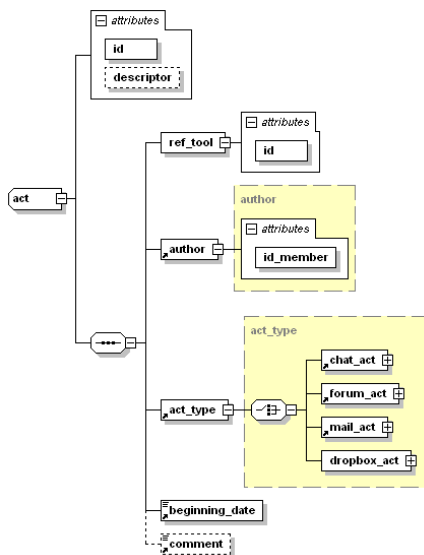 attributes
id
descriptor
ref_tool
attributes
id
act
author
author
attributes
id_member
act_type
act_type
chat_act
forum_act
mail_act
dropbox_act
beginning_date
comment